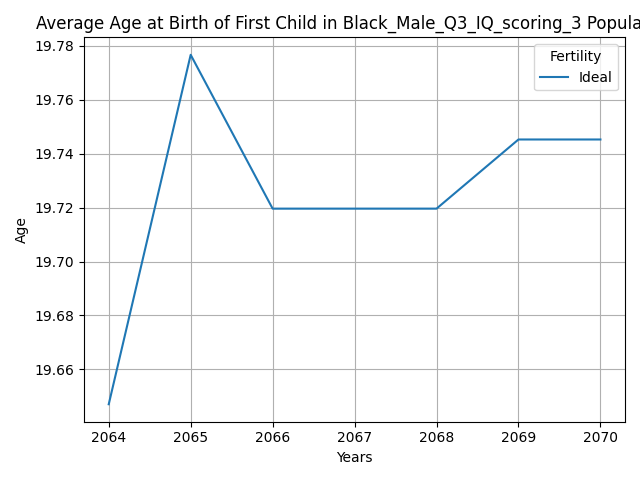 Average Age at Birth of First Child in Black_Male_Q3_IQ_scoring_3 Popula
Fertility
Ideal
19.78
19.76
19.74
19.72
19.70
19.68
19.66
Age
2064 2065 2066 2067 2068 2069 2070
Years